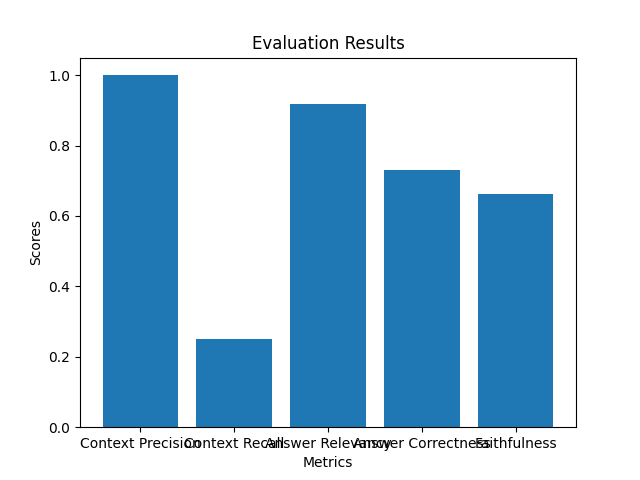 Evaluation Results
1.0
0.8
0.6
0.4
0.2
0.0
Scores
Context Precision
Context Recall
Answer Relevancy
Answer Correctness
Faithfulness
Metrics